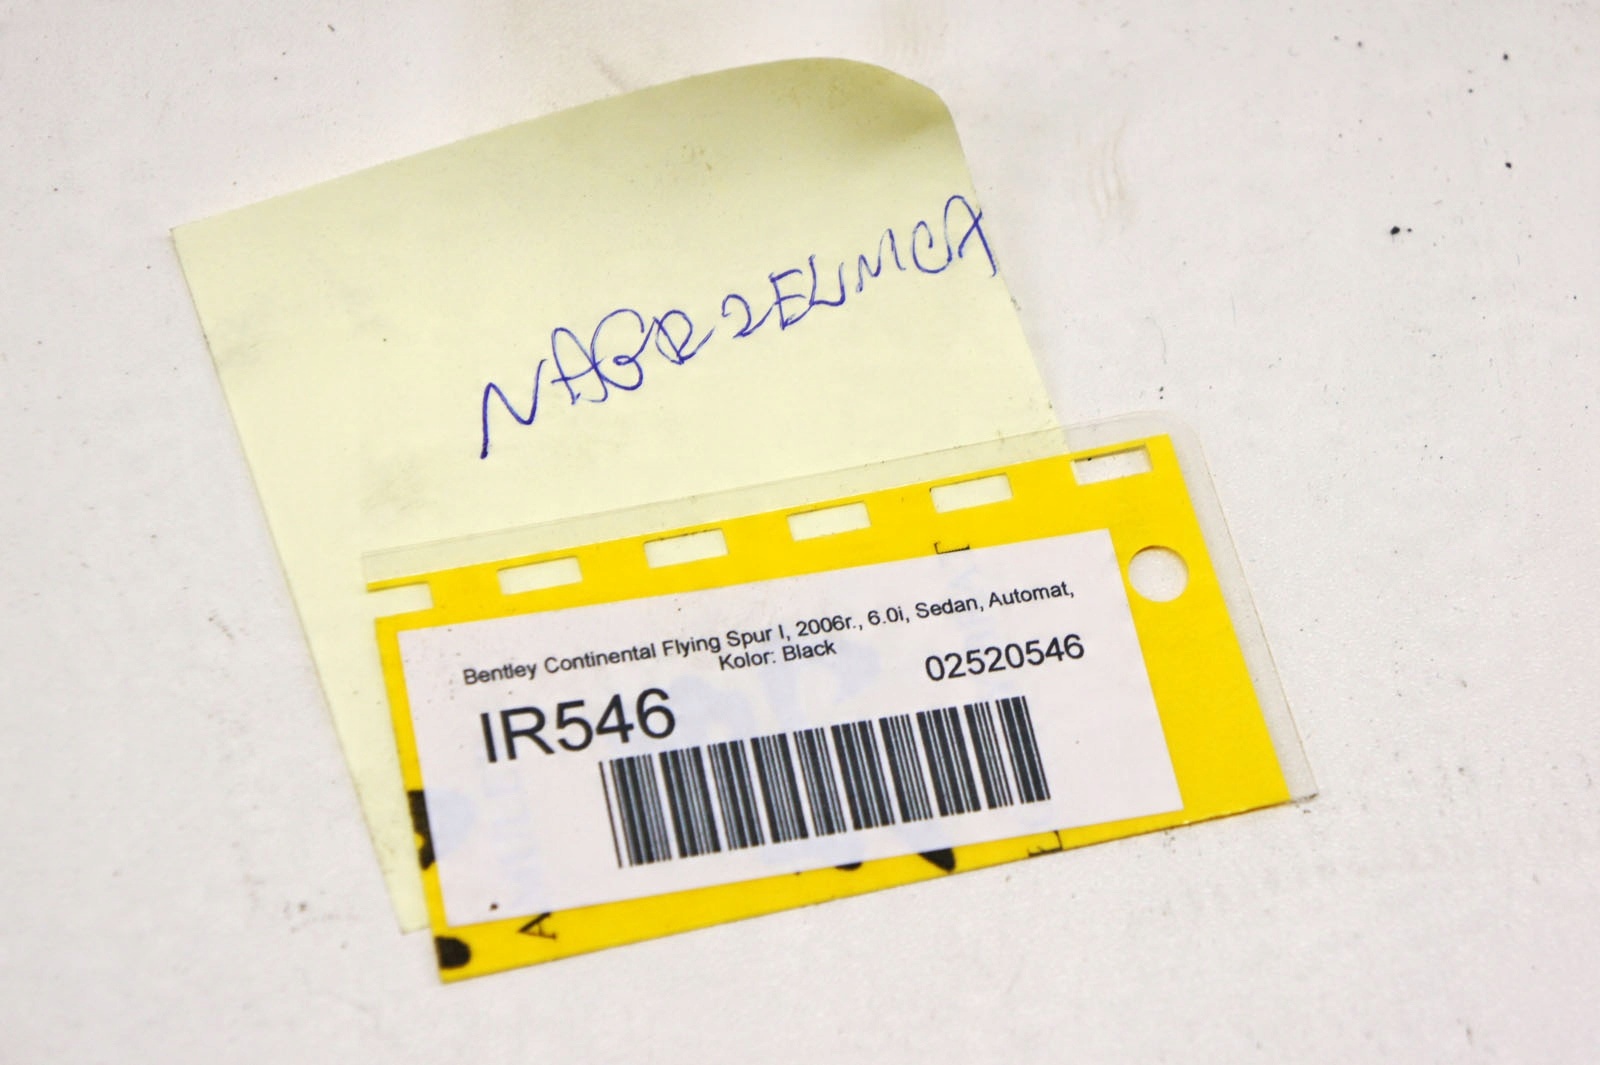 NAGRZEWNICA
Bentley Continental Flying Spur I, 2006r., 6.0i, Sedan, Automat,
Kolor: Black
02520546
IR546